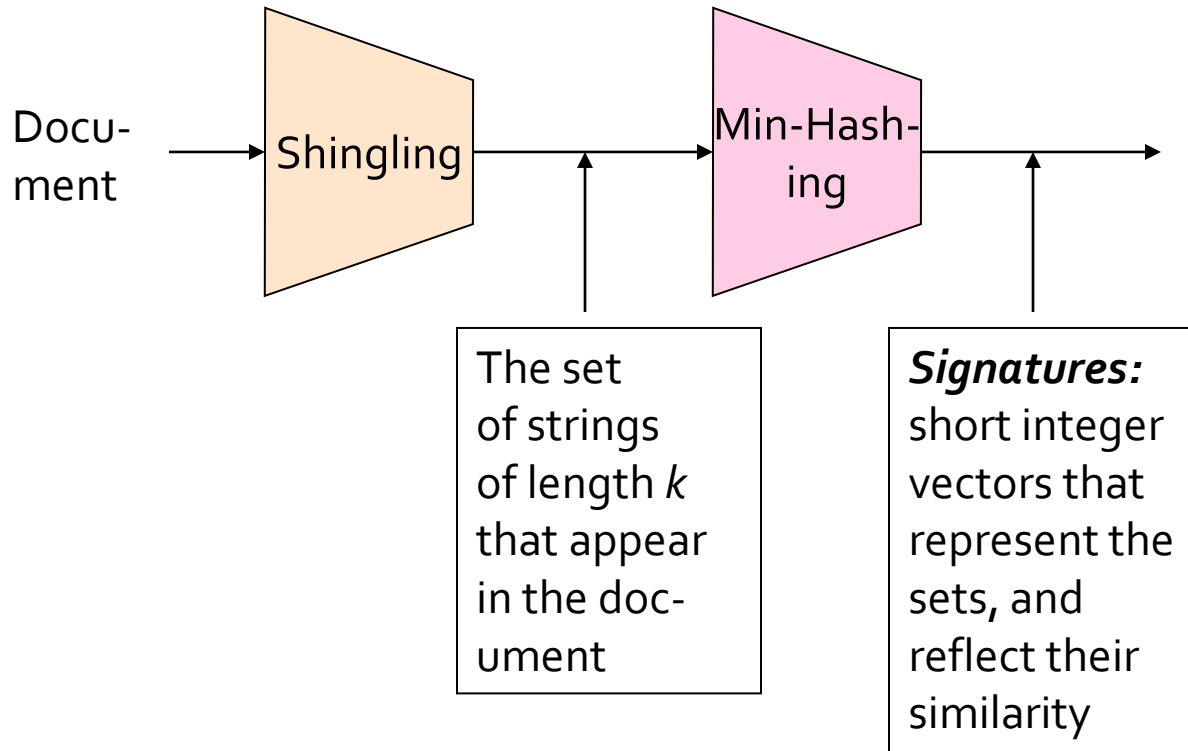 Docu-
ment
Shingling
Min-Hash-
ing
The set
of strings
of length k
that appear
in the doc-
ument
Signatures:
short integer
vectors that
represent the
sets, and
reflect their
similarity